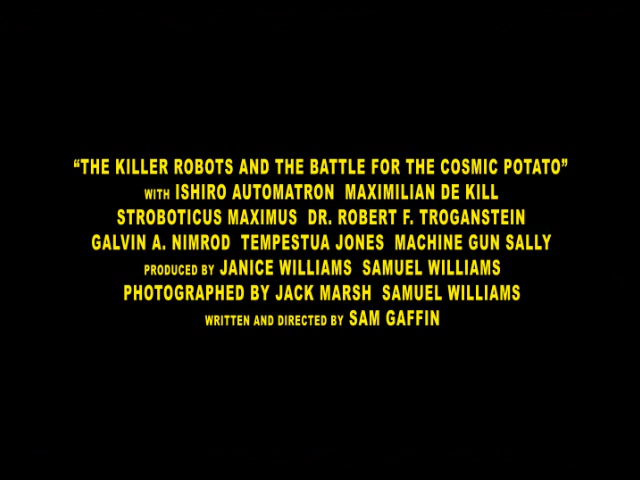 “THE KILLER ROBOTS AND THE BATTLE FOR THE COSMIC POTATO”
WITH ISHIRO AUTOMATRON MAXIMILIAN DE KILL
STROBOTICUS MAXIMUS DR. ROBERT F. TROGANSTEIN
GALVIN A. NIMROD TEMPESTUA JONES MACHINE GUN SALLY
PRODUCED BY JANICE WILLIAMS SAMUEL WILLIAMS
PHOTOGRAPHED BY JACK MARSH SAMUEL WILLIAMS
WRITTEN AND DIRECTED BY SAM GAFFIN